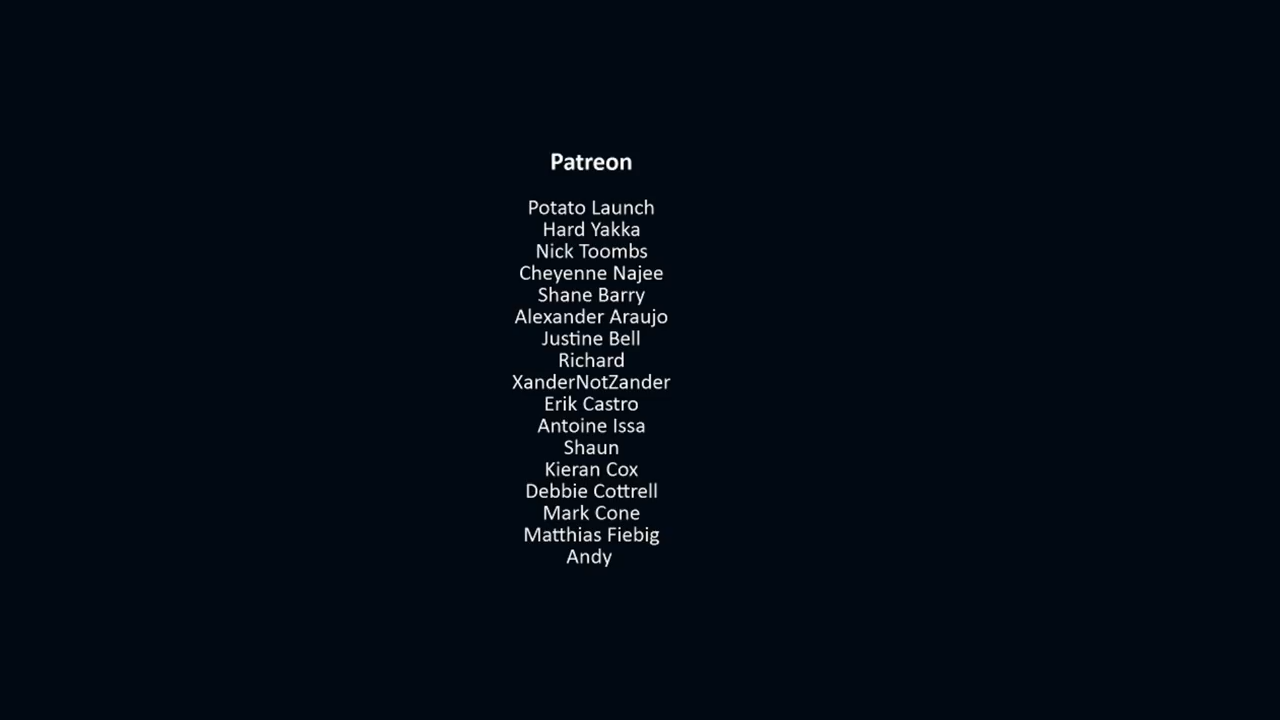 Patreon
Potato Launch
Hard Yakka
Nick Toombs
Cheyenne Najee
Shane Barry
Alexander Araujo
Justine Bell
Richard
XanderNotZander
Erik Castro
Antoine Issa
Shaun
Kieran Cox
Debbie Cottrell
Mark Cone
Matthias Fiebig
Andy